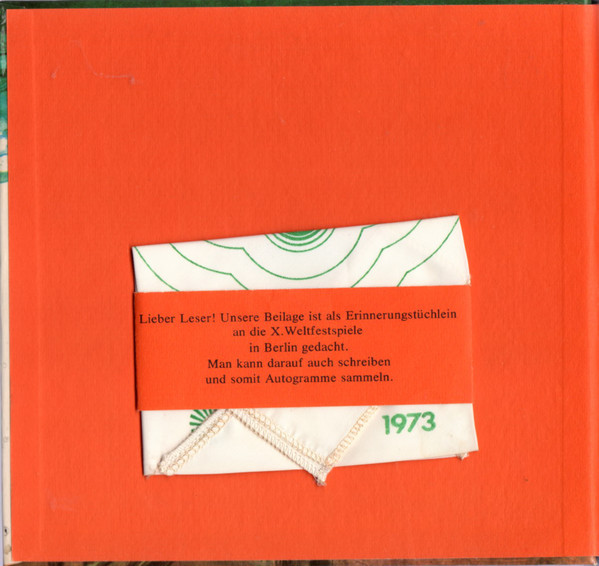 Lieber Leser! Unsere Beilage ist als Erinnerungstüchlein
an die X.Weltfestspiele
in Berlin gedacht.
Man kann darauf auch schreiben
und somit Autogramme sammeln.
1973